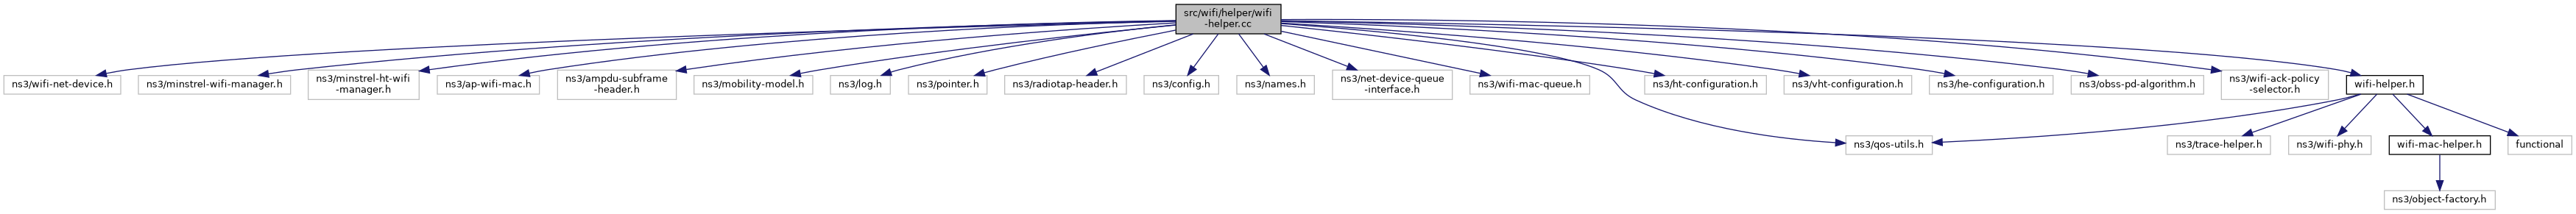 src/wifi/helper/wifi
-helper.cc
ns3/wifi-net-device.h
ns3/minstrel-wifi-manager.h
ns3/minstrel-ht-wifi
-manager.h
ns3/ap-wifi-mac.h
ns3/ampdu-subframe
-header.h
ns3/mobility-model.h
ns3/log.h
ns3/pointer.h
ns3/radiotap-header.h
ns3/config.h
ns3/names.h
ns3/net-device-queue
-interface.h
ns3/wifi-mac-queue.h
ns3/ht-configuration.h
ns3/vht-configuration.h
ns3/he-configuration.h
ns3/obss-pd-algorithm.h
ns3/wifi-ack-policy
-selector.h
wifi-helper.h
ns3/qos-utils.h
ns3/trace-helper.h
ns3/wifi-phy.h
wifi-mac-helper.h
functional
ns3/object-factory.h